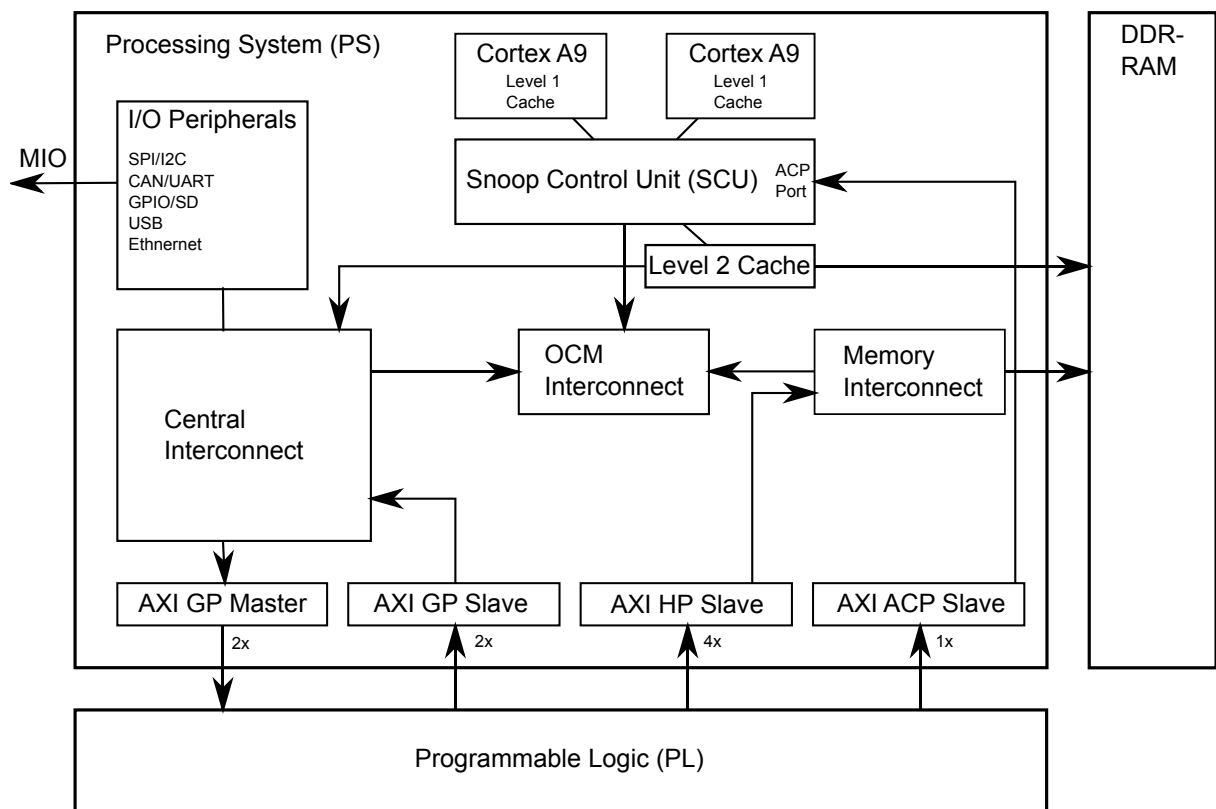 Processing System (PS)
Cortex A9
Level 1
Cache
Cortex A9
Level 1
Cache
DDR-
RAM
I/O Peripherals
SPI/I2C
CAN/UART
GPIO/SD
USB
Ethnernet
MIO
Snoop Control Unit (SCU)
ACP
Port
Level 2 Cache
OCM
Interconnect
Memory
Interconnect
Central
Interconnect
AXI GP Master
AXI GP Slave
AXI HP Slave
AXI ACP Slave
2x
2x
4x
1x
Programmable Logic (PL)